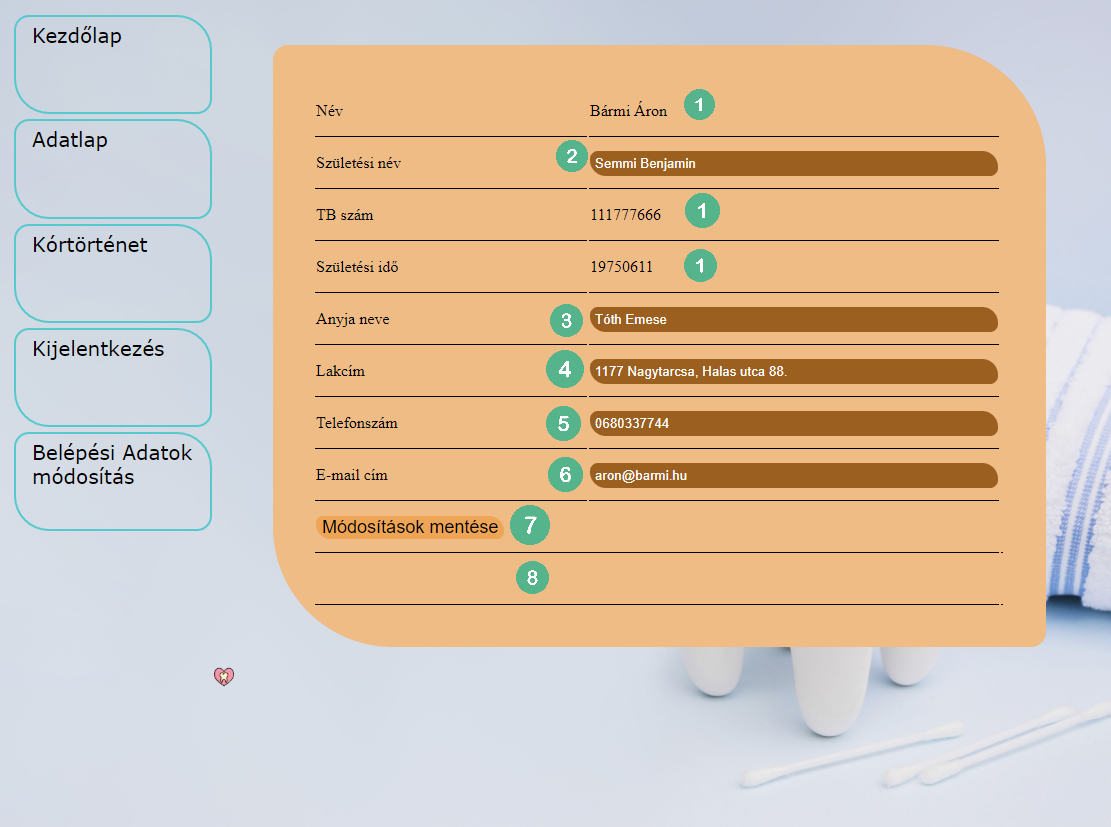 Kezdőlap
Adatlap
Kórtörténet
Kijelentkezés
Belépési Adatok
módosítás
Név Bármi Áron 1
Születési név 2 Semmi Benjamin
TB szám 111777666 1
Születési idő 19750611 1
Anyja neve 3 Tóth Emese
Lakcím 4 1177 Nagytarcsa, Halas utca 88.
Telefonszám 5 0680337744
E-mail cím 6 aron@barmi.hu
Módosítások mentése 7
8